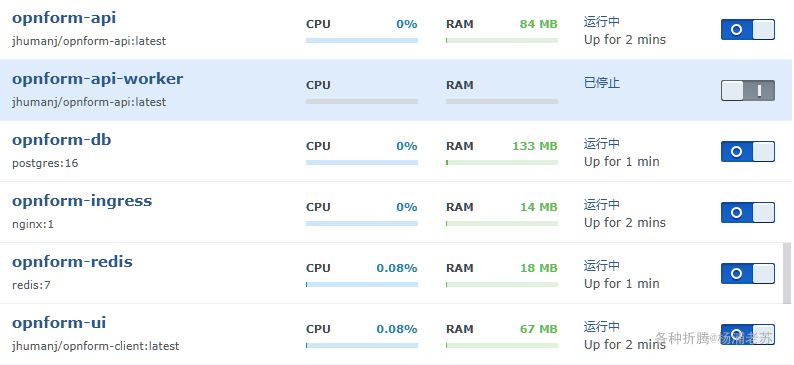 opnform-api
CPU 0% RAM 84 MB 运行中
jhumanj/opnform-api:latest
Up for 2 mins
opnform-api-worker
CPU RAM 已停止
jhumanj/opnform-api:latest
opnform-db
CPU 0% RAM 133 MB 运行中
postgres:16
Up for 1 min
opnform-ingress
CPU 0% RAM 14 MB 运行中
nginx:1
Up for 2 mins
opnform-redis
CPU 0.08% RAM 18 MB 运行中
redis:7
Up for 1 min
opnform-ui
CPU 0.08% RAM 67 MB 运行中
jhumanj/opnform-client:latest
Up for 2 mins
各种折腾@杨浦老苏